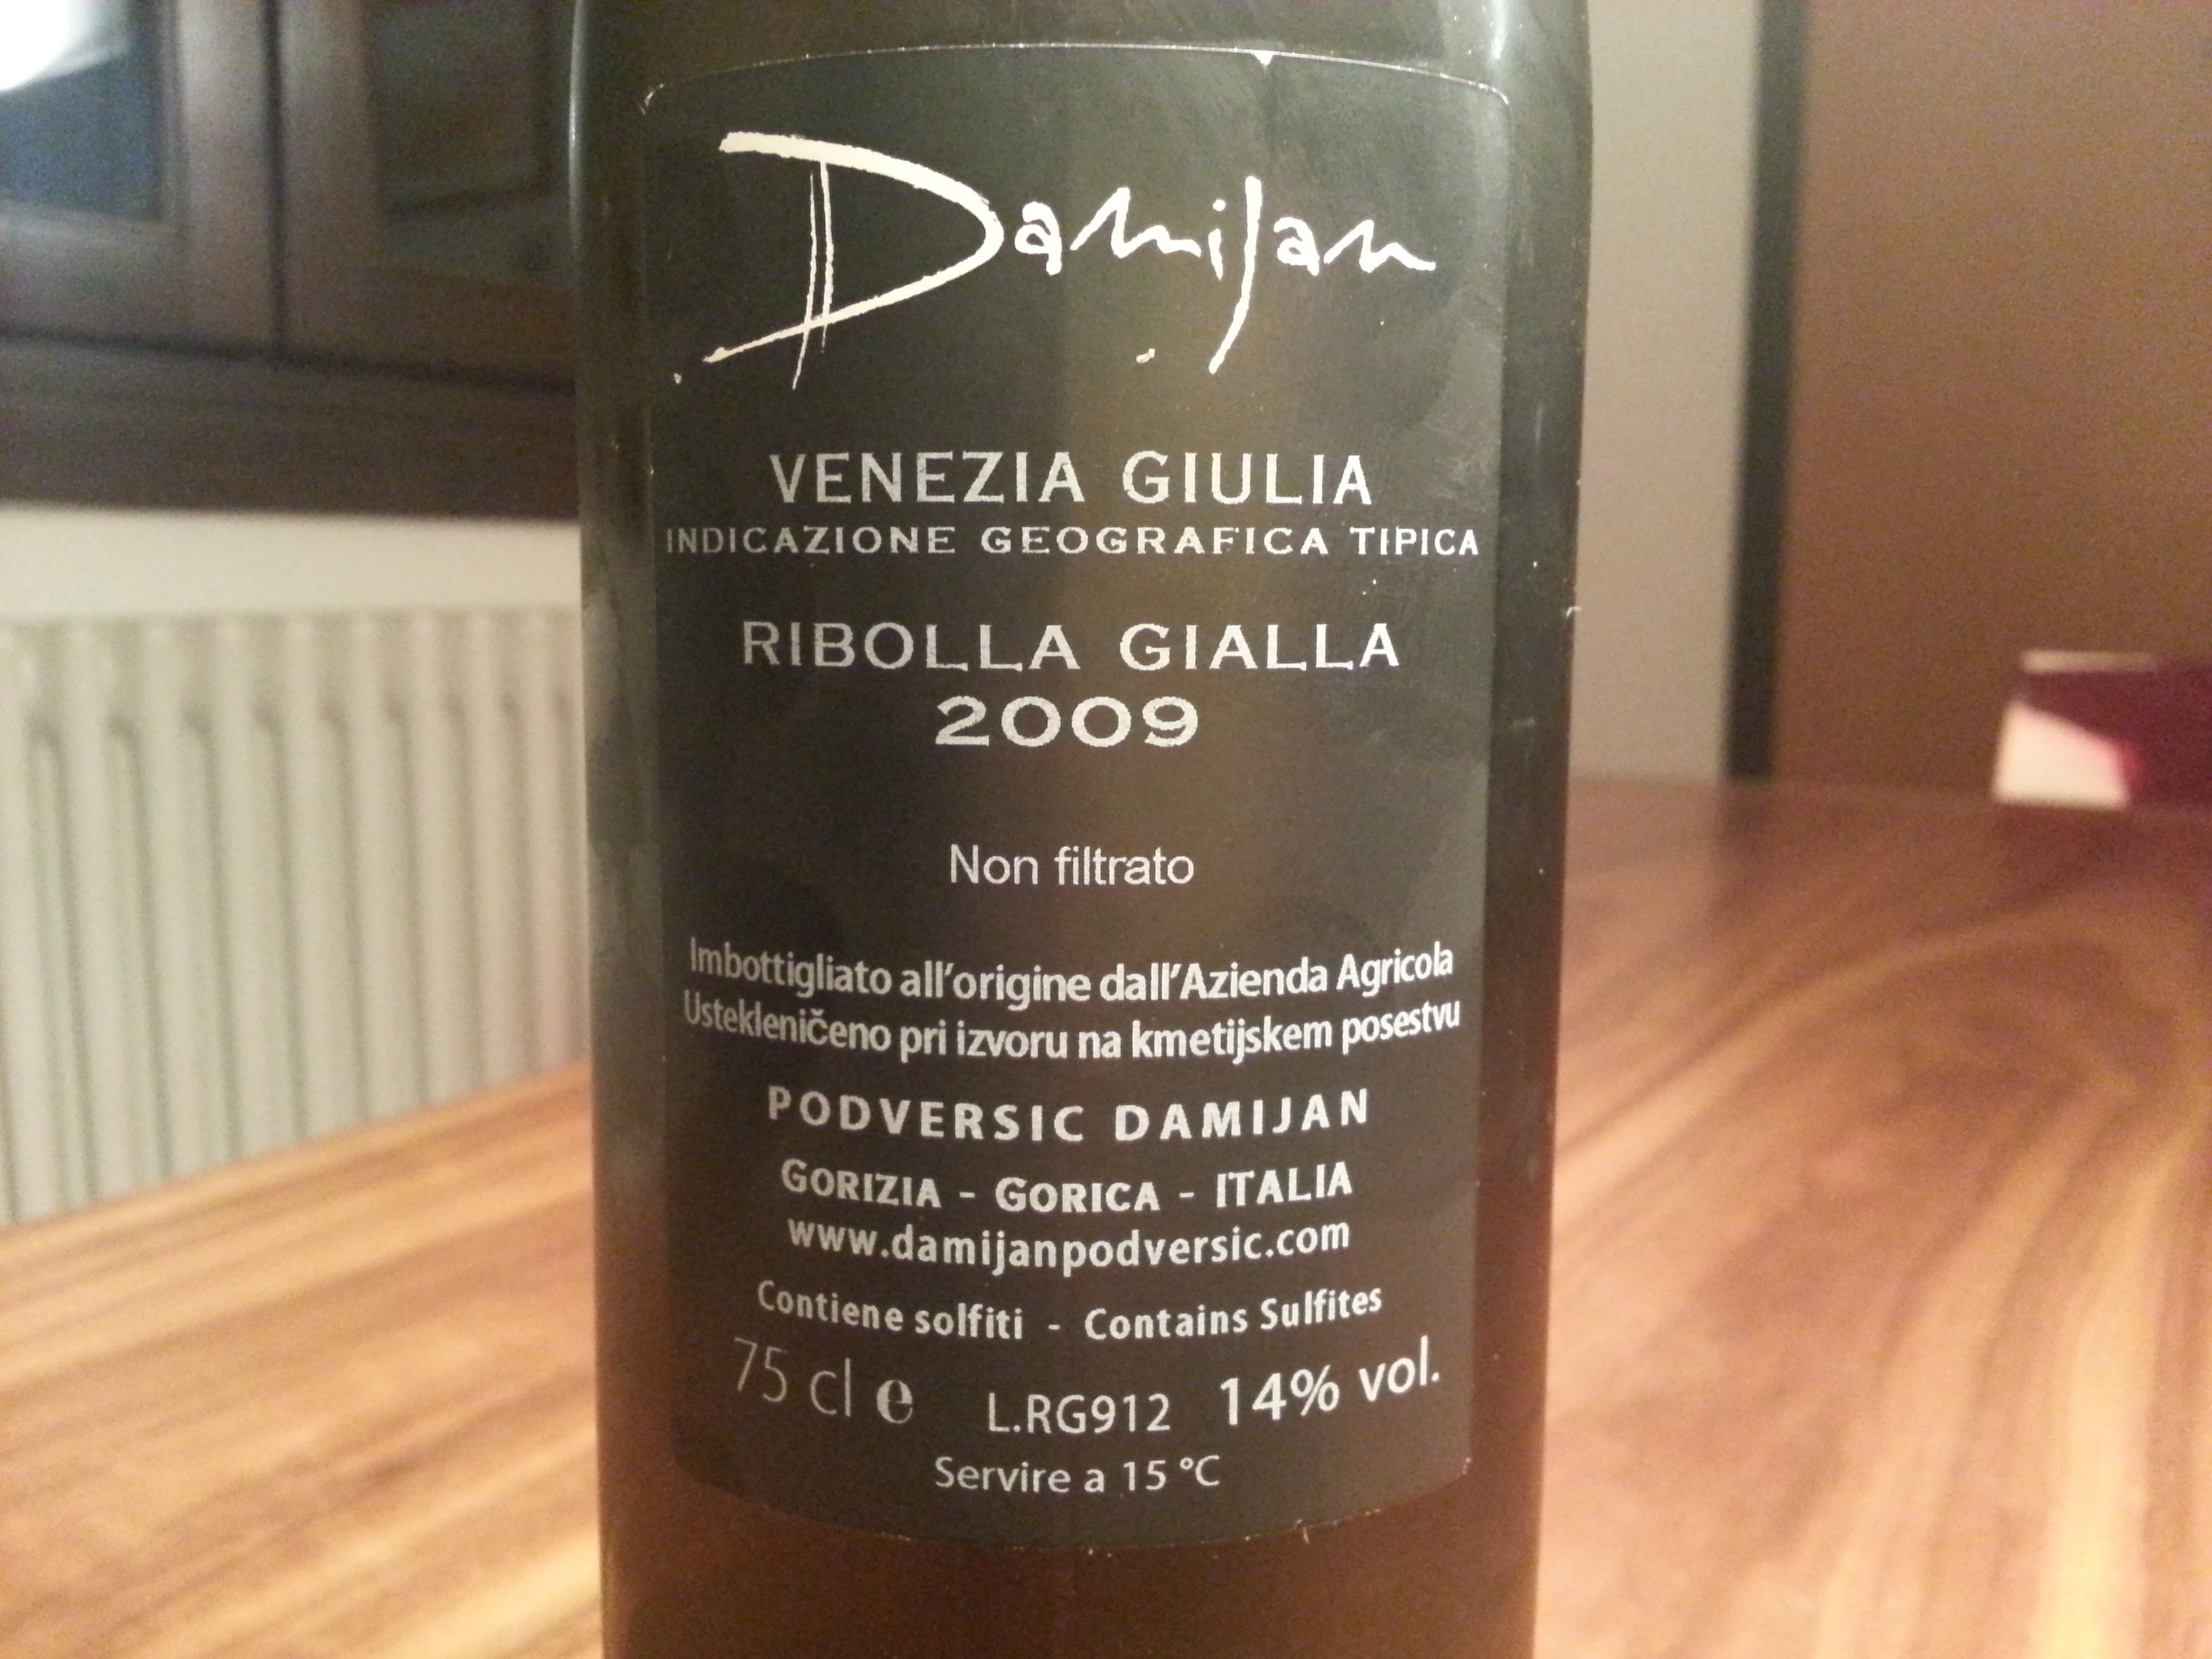 Damijan
VENEZIA GIULIA
INDICAZIONE GEOGRAFICA TIPICA
RIBOLLA GIALLA
2009
Non filtrato
Imbottigliato all'origine dall'Azienda Agricola
Ustekleničeno pri izvoru na kmetijskem posestvu
PODVERSIC DAMIJAN
GORIZIA - GORICA - ITALIA
www.damijanpodversic.com
Contiene solfiti - Contains Sulfites
75 cl e L.RG912 14% vol.
Servire a 15 °C